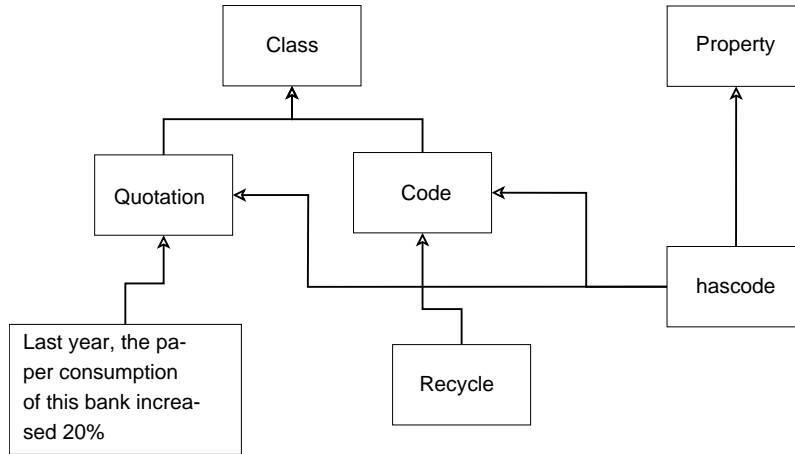 Class
Property
Quotation
Code
hascode
Last year, the pa-
per consumption
of this bank increa-
sed 20%
Recycle